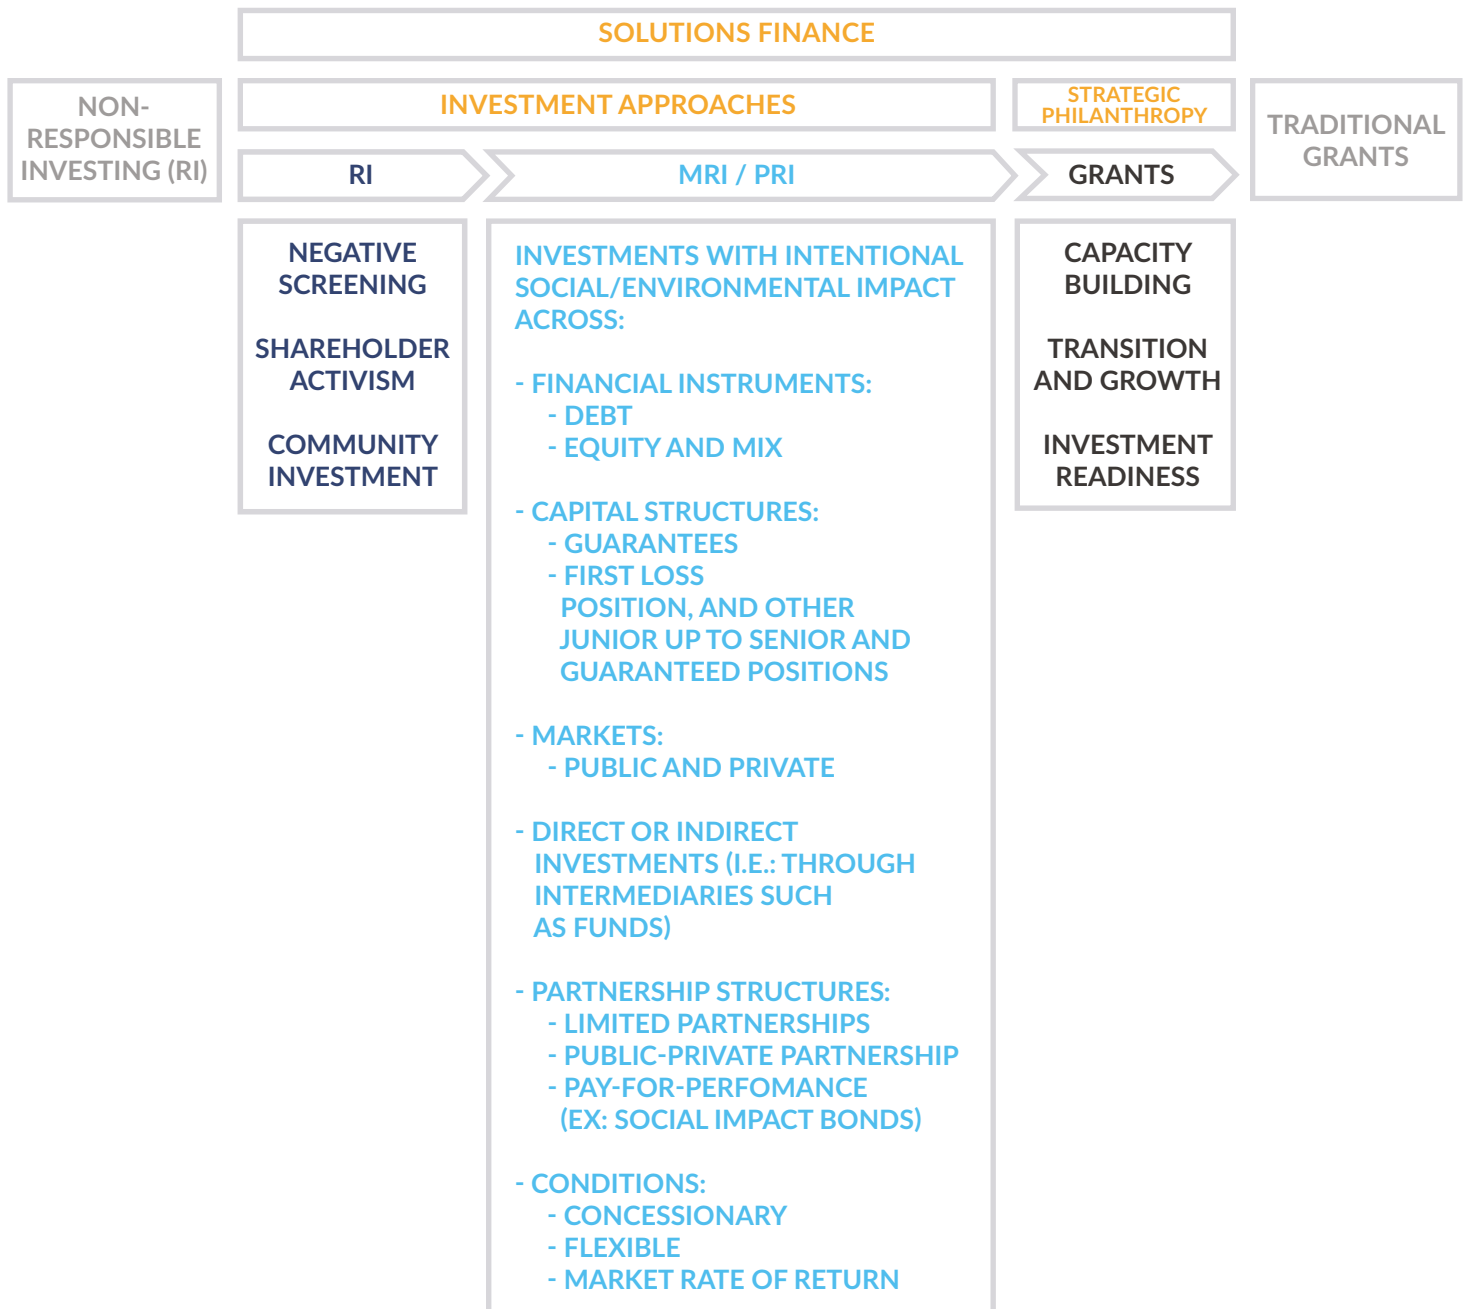 SOLUTIONS FINANCE
NON-
RESPONSIBLE
INVESTING (RI)
INVESTMENT APPROACHES
STRATEGIC
PHILANTHROPY
TRADITIONAL
GRANTS
RI
MRI / PRI
GRANTS
NEGATIVE
SCREENING
SHAREHOLDER
ACTIVISM
COMMUNITY
INVESTMENT
INVESTMENTS WITH INTENTIONAL
SOCIAL/ENVIRONMENTAL IMPACT
ACROSS:
- FINANCIAL INSTRUMENTS:
- DEBT
- EQUITY AND MIX
- CAPITAL STRUCTURES:
- GUARANTEES
- FIRST LOSS
POSITION, AND OTHER
JUNIOR UP TO SENIOR AND
GUARANTEED POSITIONS
- MARKETS:
- PUBLIC AND PRIVATE
- DIRECT OR INDIRECT
INVESTMENTS (I.E.: THROUGH
INTERMEDIARIES SUCH
AS FUNDS)
- PARTNERSHIP STRUCTURES:
- LIMITED PARTNERSHIPS
- PUBLIC-PRIVATE PARTNERSHIP
- PAY-FOR-PERFOMANCE
(EX: SOCIAL IMPACT BONDS)
- CONDITIONS:
- CONCESSIONARY
- FLEXIBLE
- MARKET RATE OF RETURN
CAPACITY
BUILDING
TRANSITION
AND GROWTH
INVESTMENT
READINESS